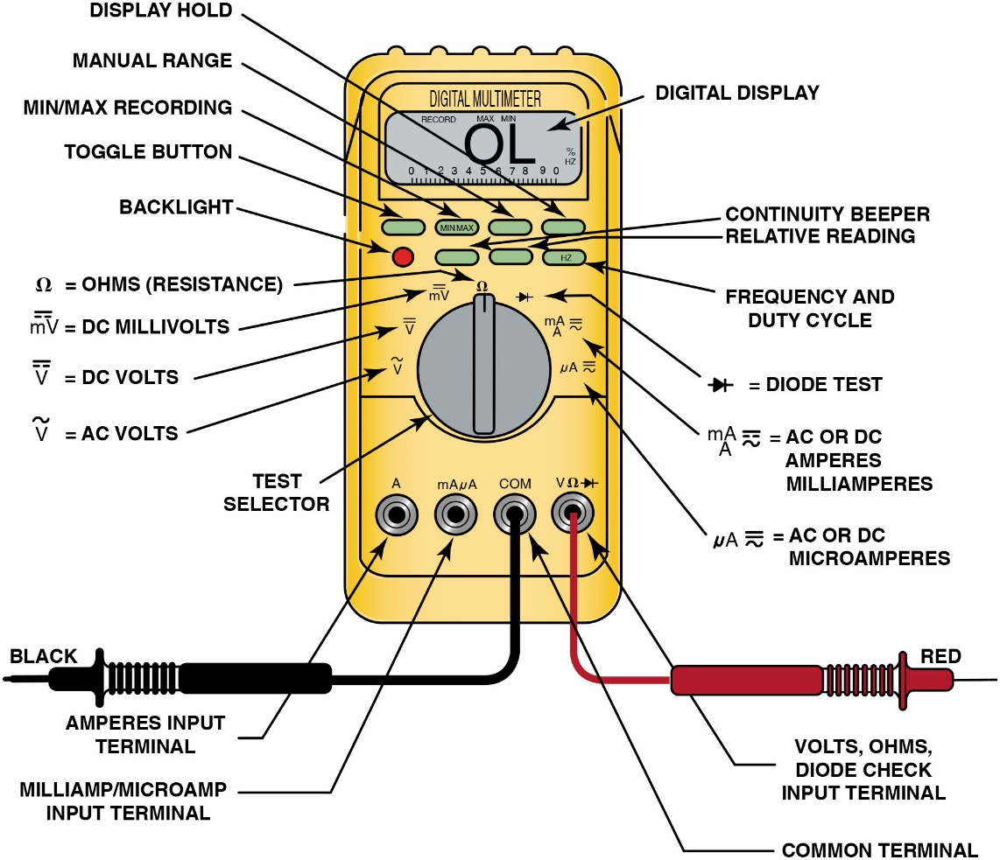 DISPLAY HOLD
MANUAL RANGE
MIN/MAX RECORDING
TOGGLE BUTTON
BACKLIGHT
Ω = OHMS (RESISTANCE)
mV = DC MILLIVOLTS
V = DC VOLTS
V = AC VOLTS
TEST
SELECTOR
DIGITAL MULTIMETER
RECORD MAX MIN
OL
%
HZ
0 1 2 3 4 5 6 7 8 9 0
MIN MAX
HZ
Ω
mV
V
V
mA
A
µA
A
mAµA
COM
V Ω
DIGITAL DISPLAY
CONTINUITY BEEPER
RELATIVE READING
FREQUENCY AND
DUTY CYCLE
= DIODE TEST
mA
A = AC OR DC
AMPERES
MILLIAMPERES
µA = AC OR DC
MICROAMPERES
BLACK
RED
AMPERES INPUT
TERMINAL
MILLIAMP/MICROAMP
INPUT TERMINAL
VOLTS, OHMS,
DIODE CHECK
INPUT TERMINAL
COMMON TERMINAL